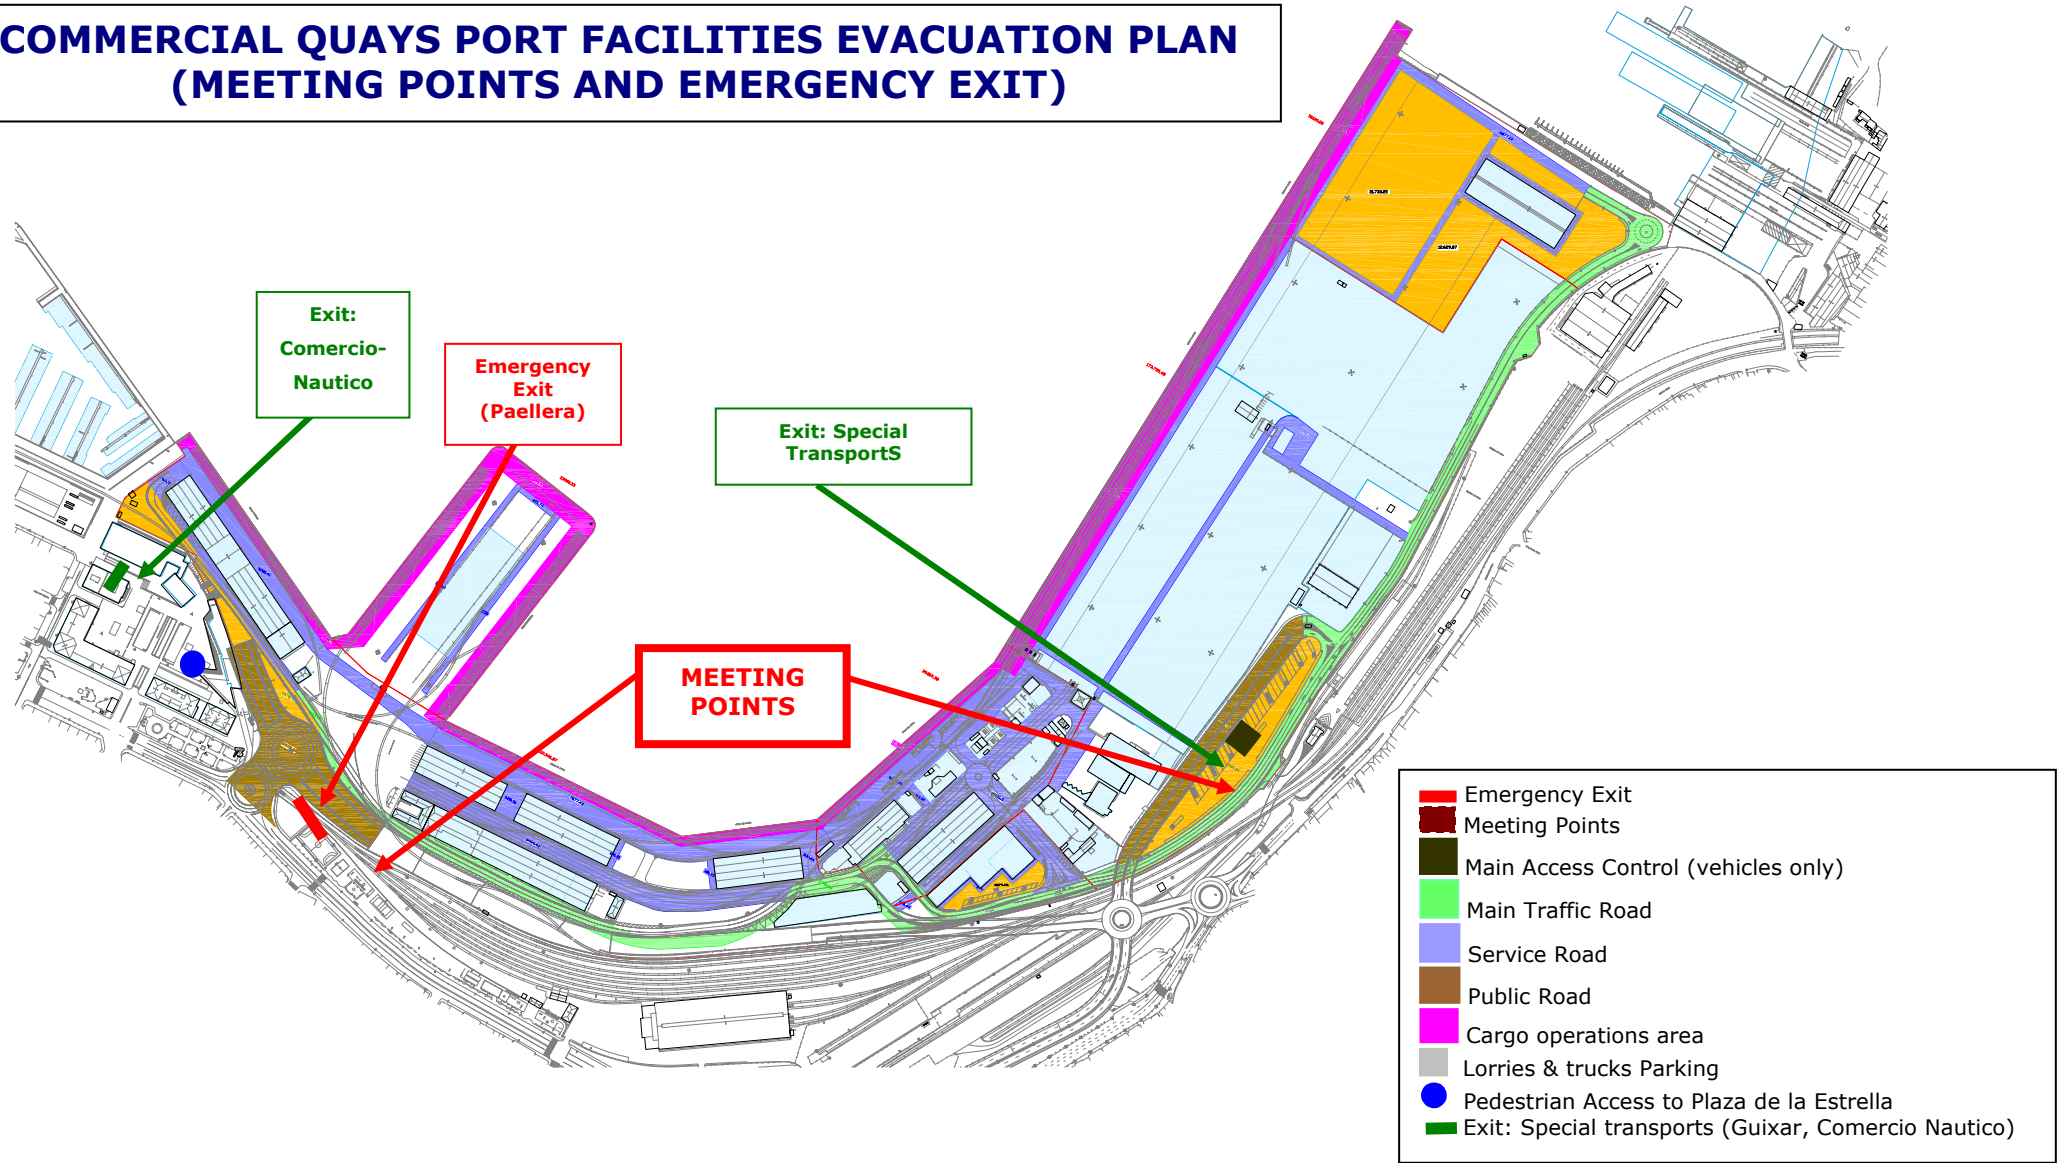 COMMERCIAL QUAYS PORT FACILITIES EVACUATION PLAN
(MEETING POINTS AND EMERGENCY EXIT)
Exit:
Comercio-
Nautico
Emergency
Exit
(Paellera)
Exit: Special
TransportS
MEETING
POINTS
Emergency Exit
Meeting Points
Main Access Control (vehicles only)
Main Traffic Road
Service Road
Public Road
Cargo operations area
Lorries & trucks Parking
Pedestrian Access to Plaza de la Estrella
Exit: Special transports (Guixar, Comercio Nautico)